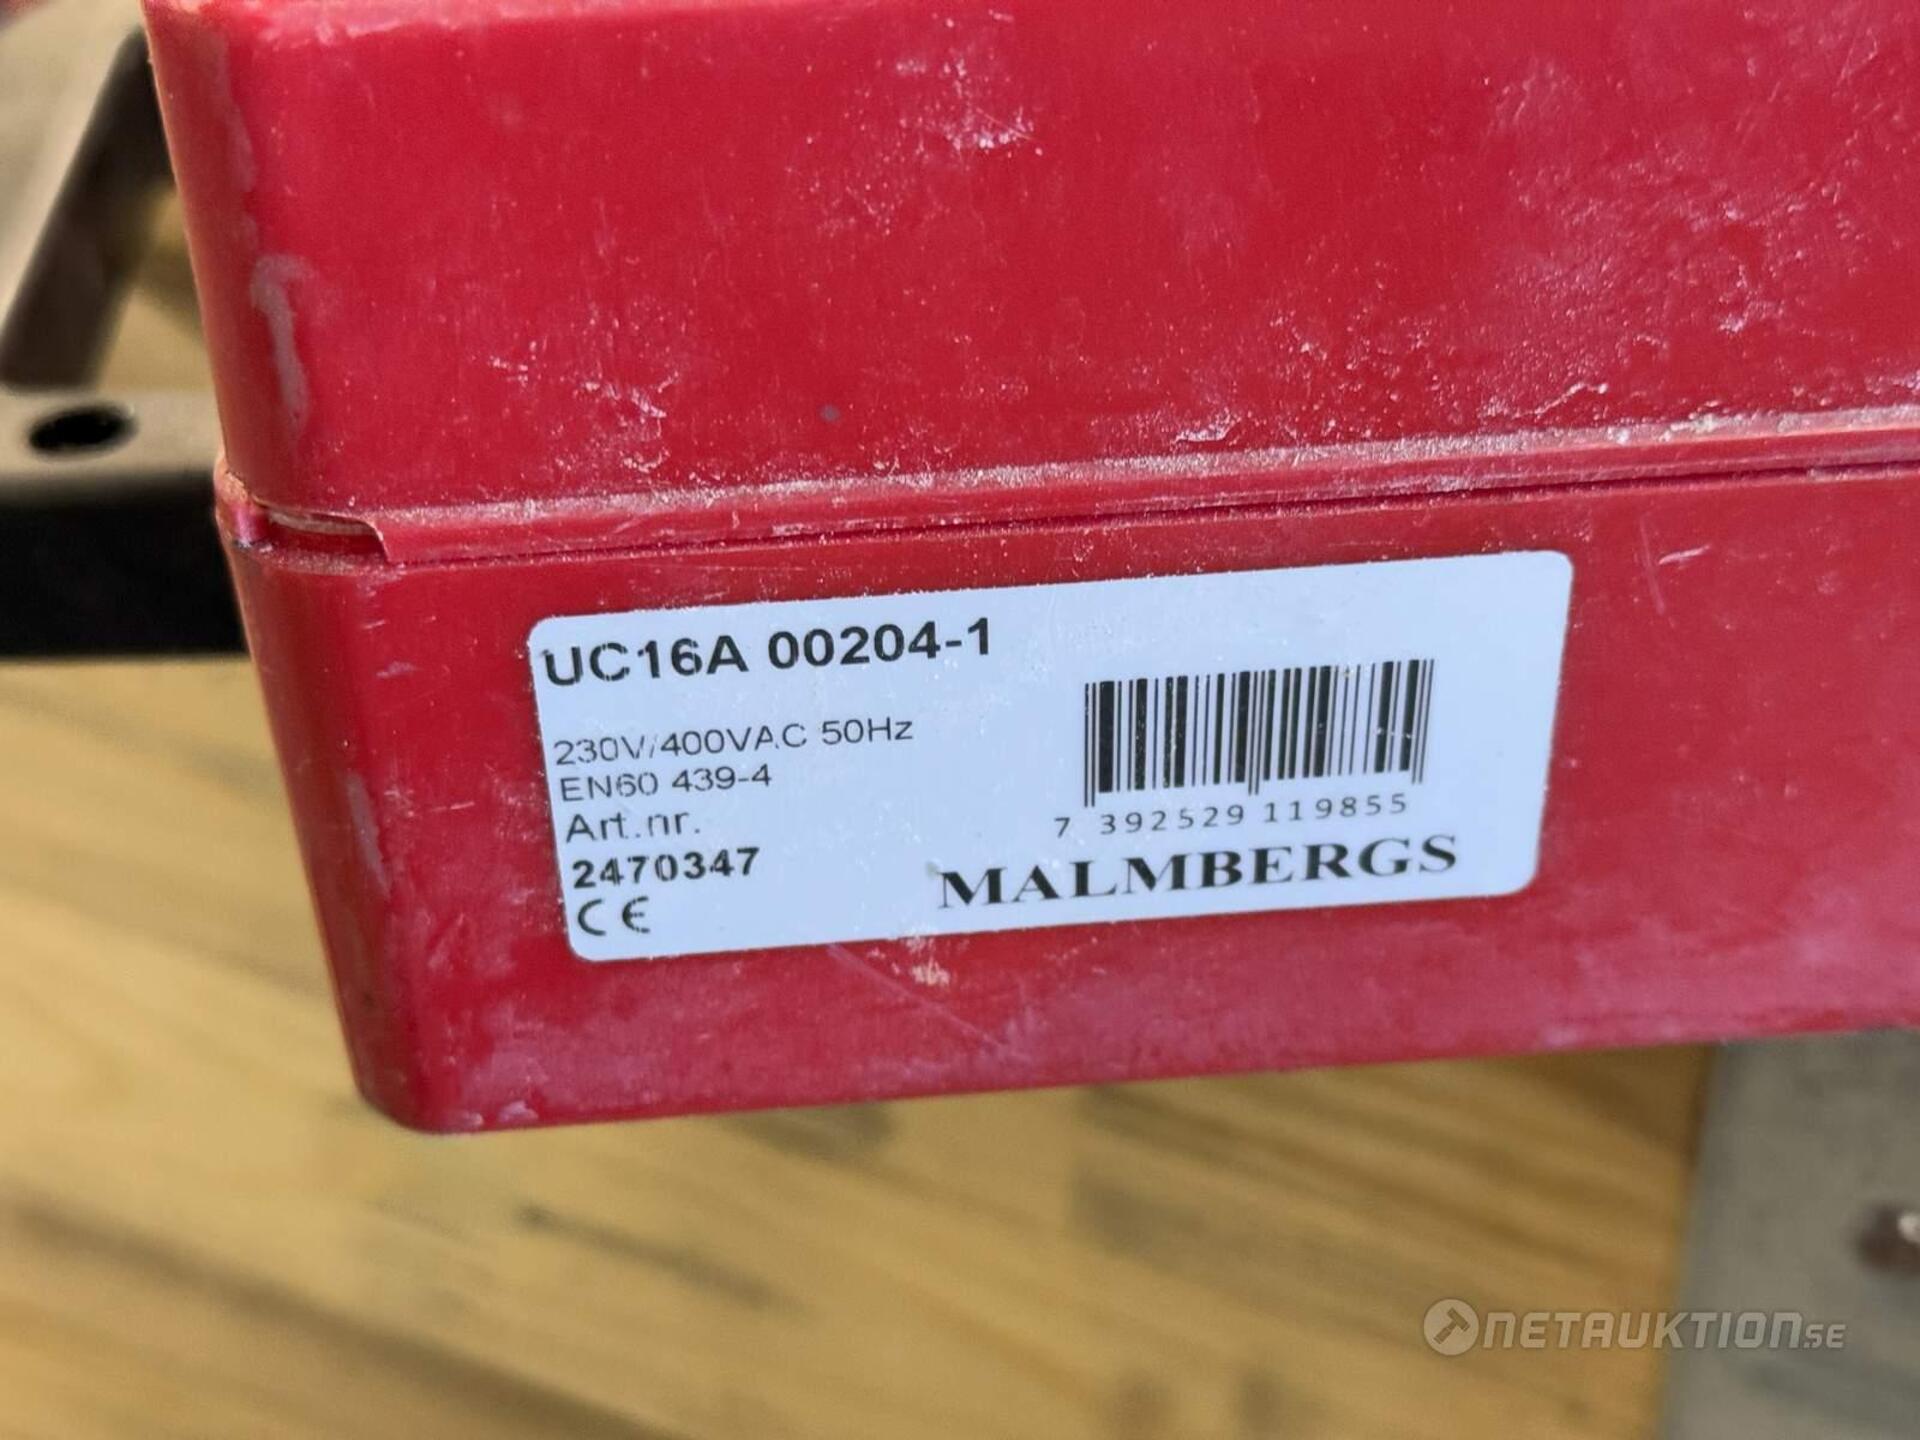 UC16A 00204-1
230V/400VAC 50Hz
EN60 439-4
Art.nr.
2470347
CE
7 392529 119855
MALMBERGS
NETAUKTION.SE